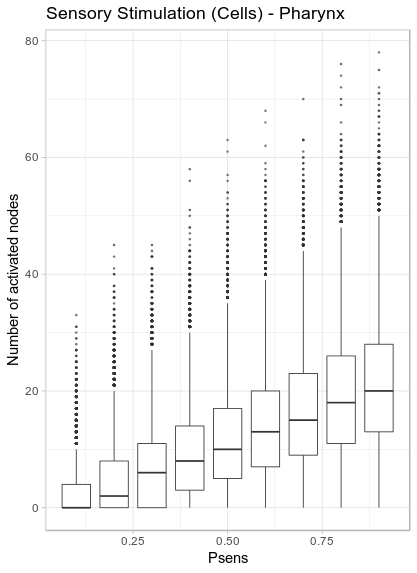 Sensory Stimulation (Cells) - Pharynx
Number of activated nodes
80
60
40
20
0
0.25 0.50 0.75
Psens